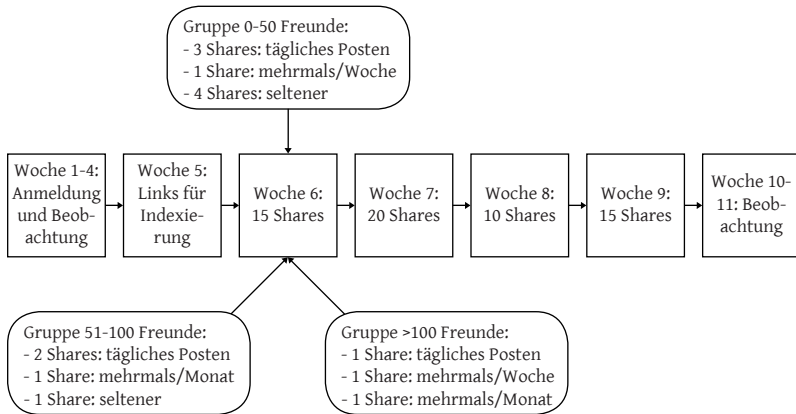 Gruppe 0-50 Freunde:
- 3 Shares: tägliches Posten
- 1 Share: mehrmals/Woche
- 4 Shares: seltener
Woche 1-4:
Anmeldung
und Beob-
achtung
Woche 5:
Links für
Indexie-
rung
Woche 6:
15 Shares
Woche 7:
20 Shares
Woche 8:
10 Shares
Woche 9:
15 Shares
Woche 10-
11: Beob-
achtung
Gruppe 51-100 Freunde:
- 2 Shares: tägliches Posten
- 1 Share: mehrmals/Monat
- 1 Share: seltener
Gruppe >100 Freunde:
- 1 Share: tägliches Posten
- 1 Share: mehrmals/Woche
- 1 Share: mehrmals/Monat